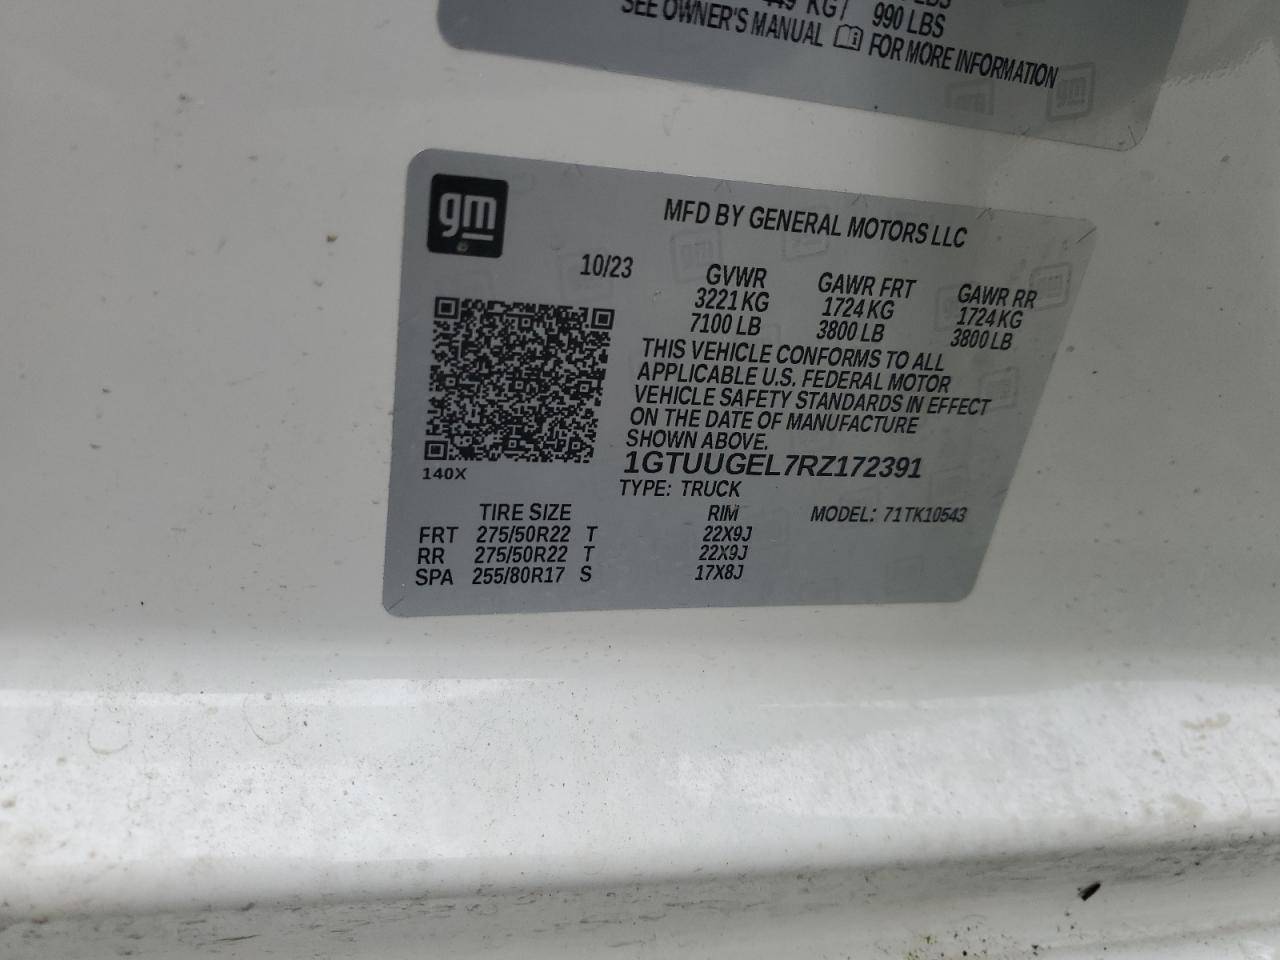 KG / 990 LBS
SEE OWNER'S MANUAL FOR MORE INFORMATION
gm
MFD BY GENERAL MOTORS LLC
10/23
GVWR GAWR FRT GAWR RR
3221 KG 1724 KG 1724 KG
7100 LB 3800 LB 3800 LB
THIS VEHICLE CONFORMS TO ALL
APPLICABLE U.S. FEDERAL MOTOR
VEHICLE SAFETY STANDARDS IN EFFECT
ON THE DATE OF MANUFACTURE
SHOWN ABOVE.
1GTUUGEL7RZ172391
140X
TYPE: TRUCK
TIRE SIZE RIM MODEL: 71TK10543
FRT 275/50R22 T 22X9J
RR 275/50R22 T 22X9J
SPA 255/80R17 S 17X8J